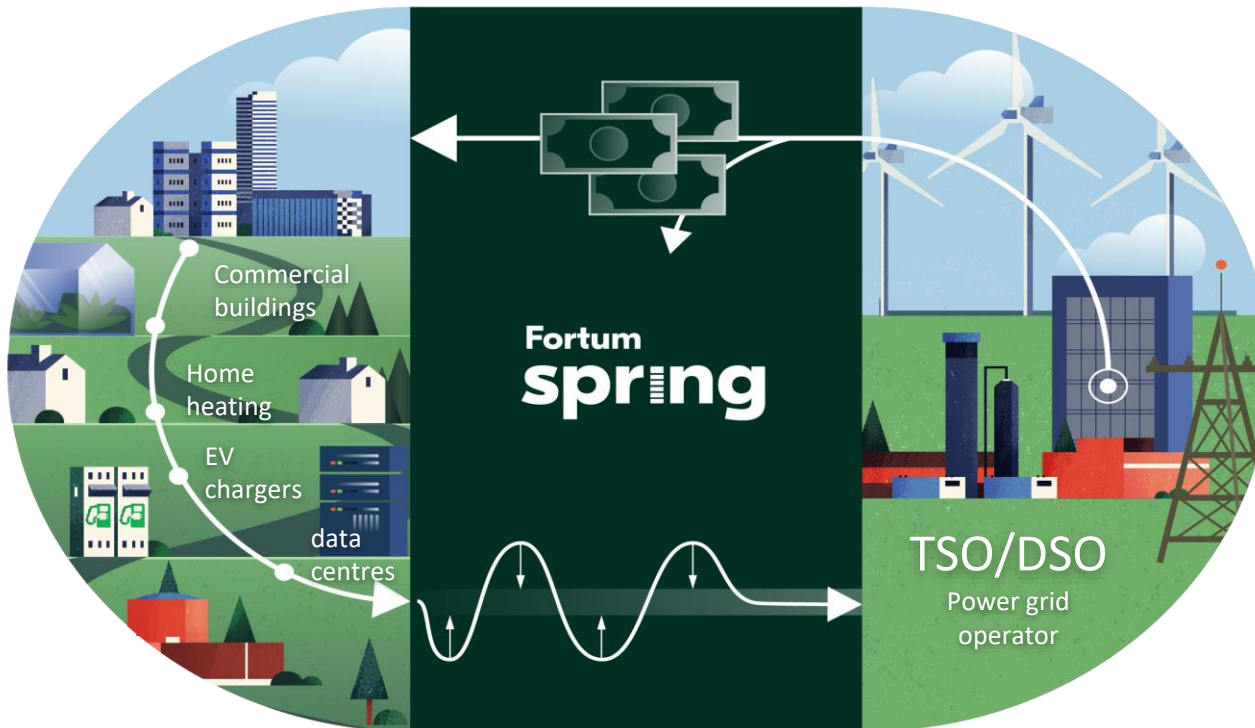 Commercial
buildings
Home
heating
EV
chargers
data
centres
Fortum
spring
TSO/DSO
Power grid
operator